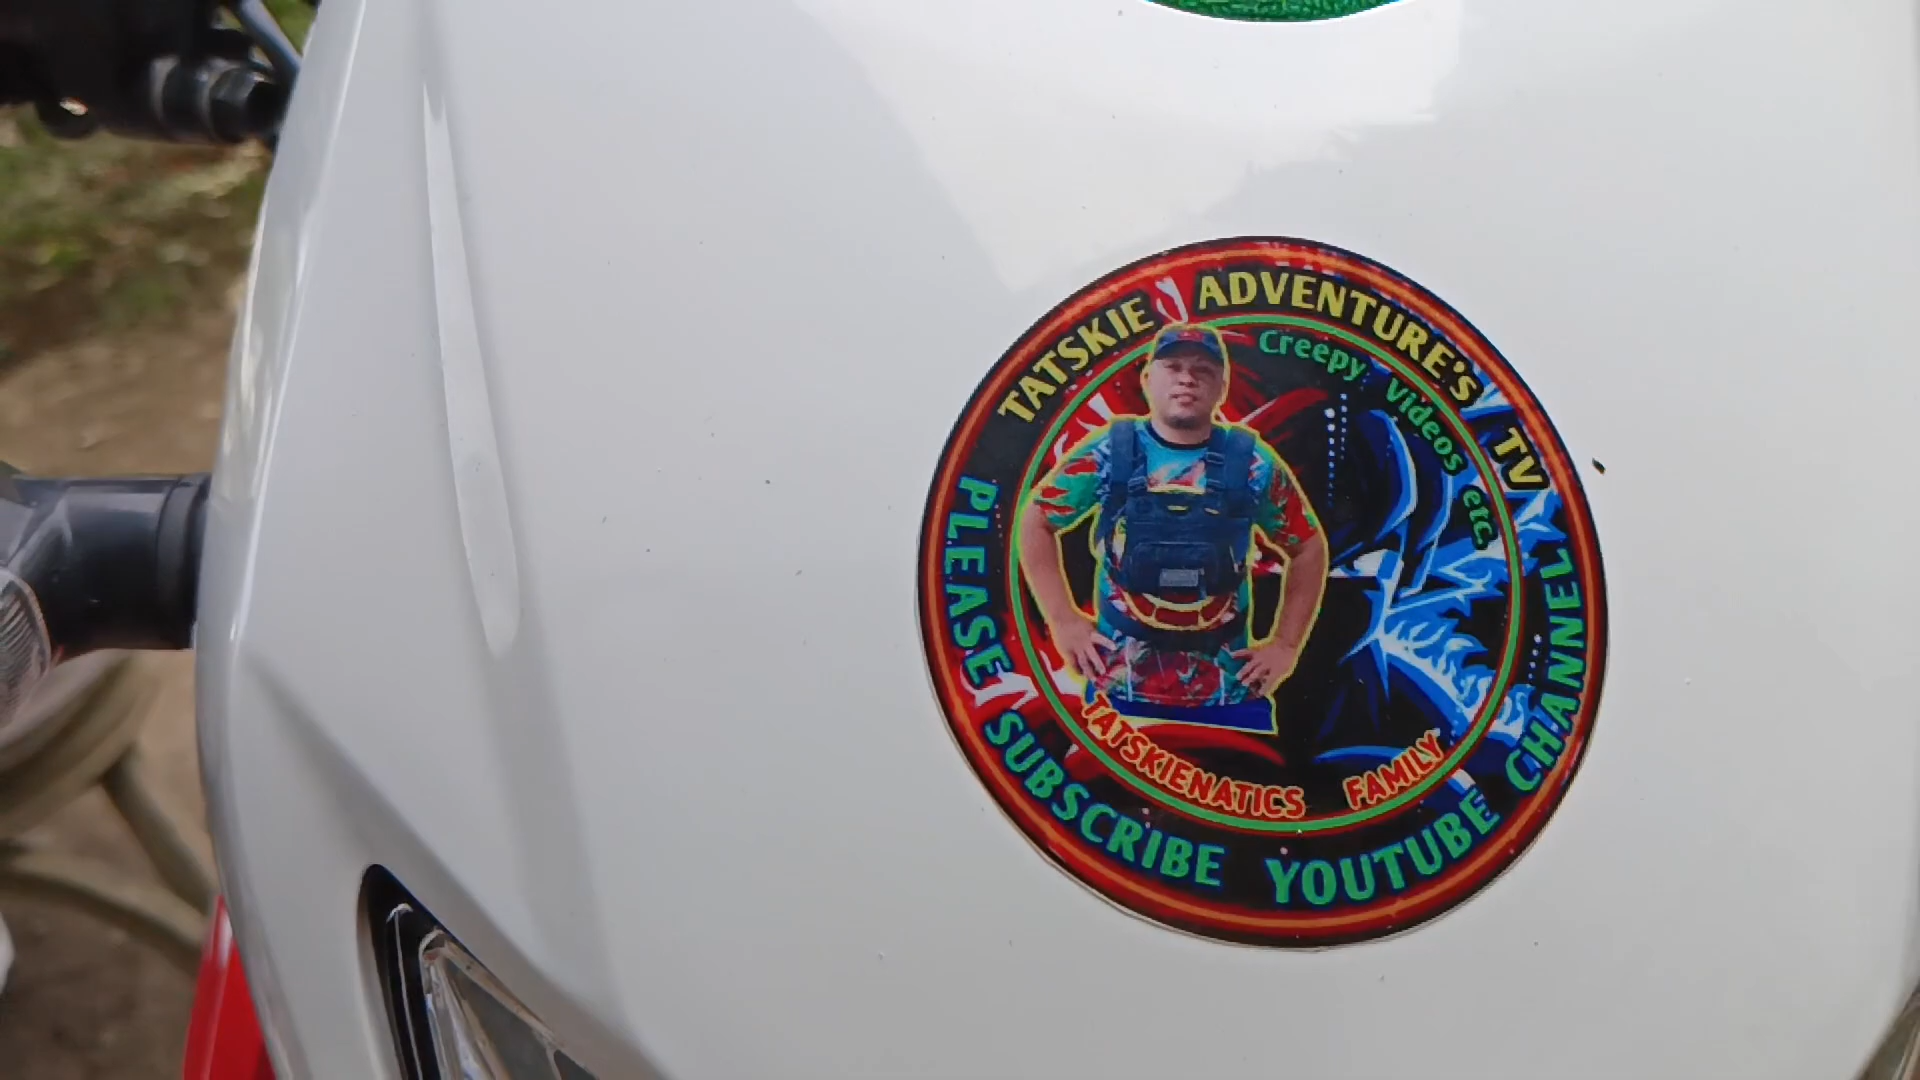 TATSKIE ADVENTURE'S TV
Creepy Videos etc.
TATSKIENATICS FAMILY
PLEASE SUBSCRIBE YOUTUBE CHANNEL